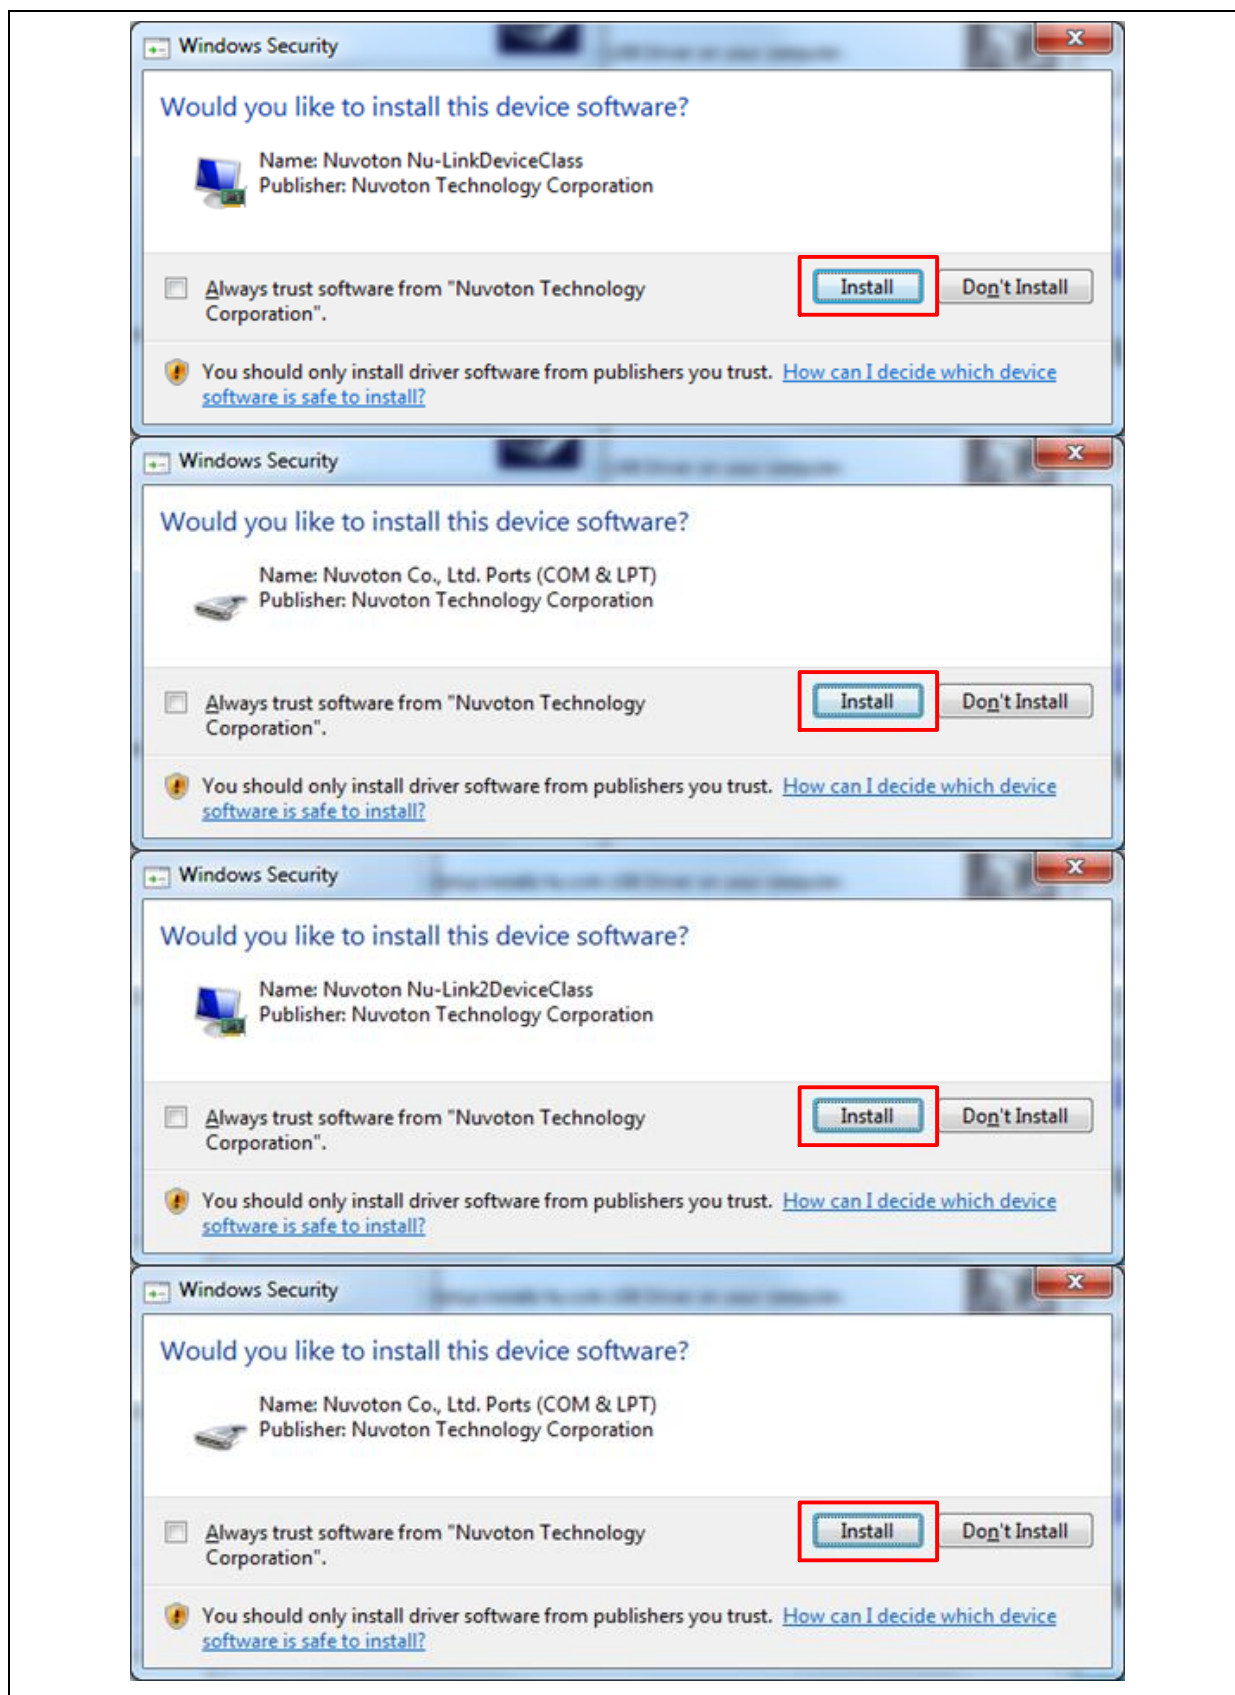 Windows Security
Would you like to install this device software?
Name: Nuvoton Nu-LinkDeviceClass
Publisher: Nuvoton Technology Corporation
Always trust software from "Nuvoton Technology Corporation".
Install
Don't Install
You should only install driver software from publishers you trust. How can I decide which device
software is safe to install?
Windows Security
Would you like to install this device software?
Name: Nuvoton Co., Ltd. Ports (COM & LPT)
Publisher: Nuvoton Technology Corporation
Always trust software from "Nuvoton Technology
Corporation".
Install
Don't Install
You should only install driver software from publishers you trust. How can I decide which device
software is safe to install?
Windows Security
Would you like to install this device software?
Name: Nuvoton Nu-Link2DeviceClass
Publisher: Nuvoton Technology Corporation
Always trust software from "Nuvoton Technology
Corporation".
Install
Don't Install
You should only install driver software from publishers you trust. How can I decide which device
software is safe to install?
Windows Security
Would you like to install this device software?
Name: Nuvoton Co., Ltd. Ports (COM & LPT)
Publisher: Nuvoton Technology Corporation
Always trust software from "Nuvoton Technology
Corporation".
Install
Don't Install
You should only install driver software from publishers you trust. How can I decide which device
software is safe to install?